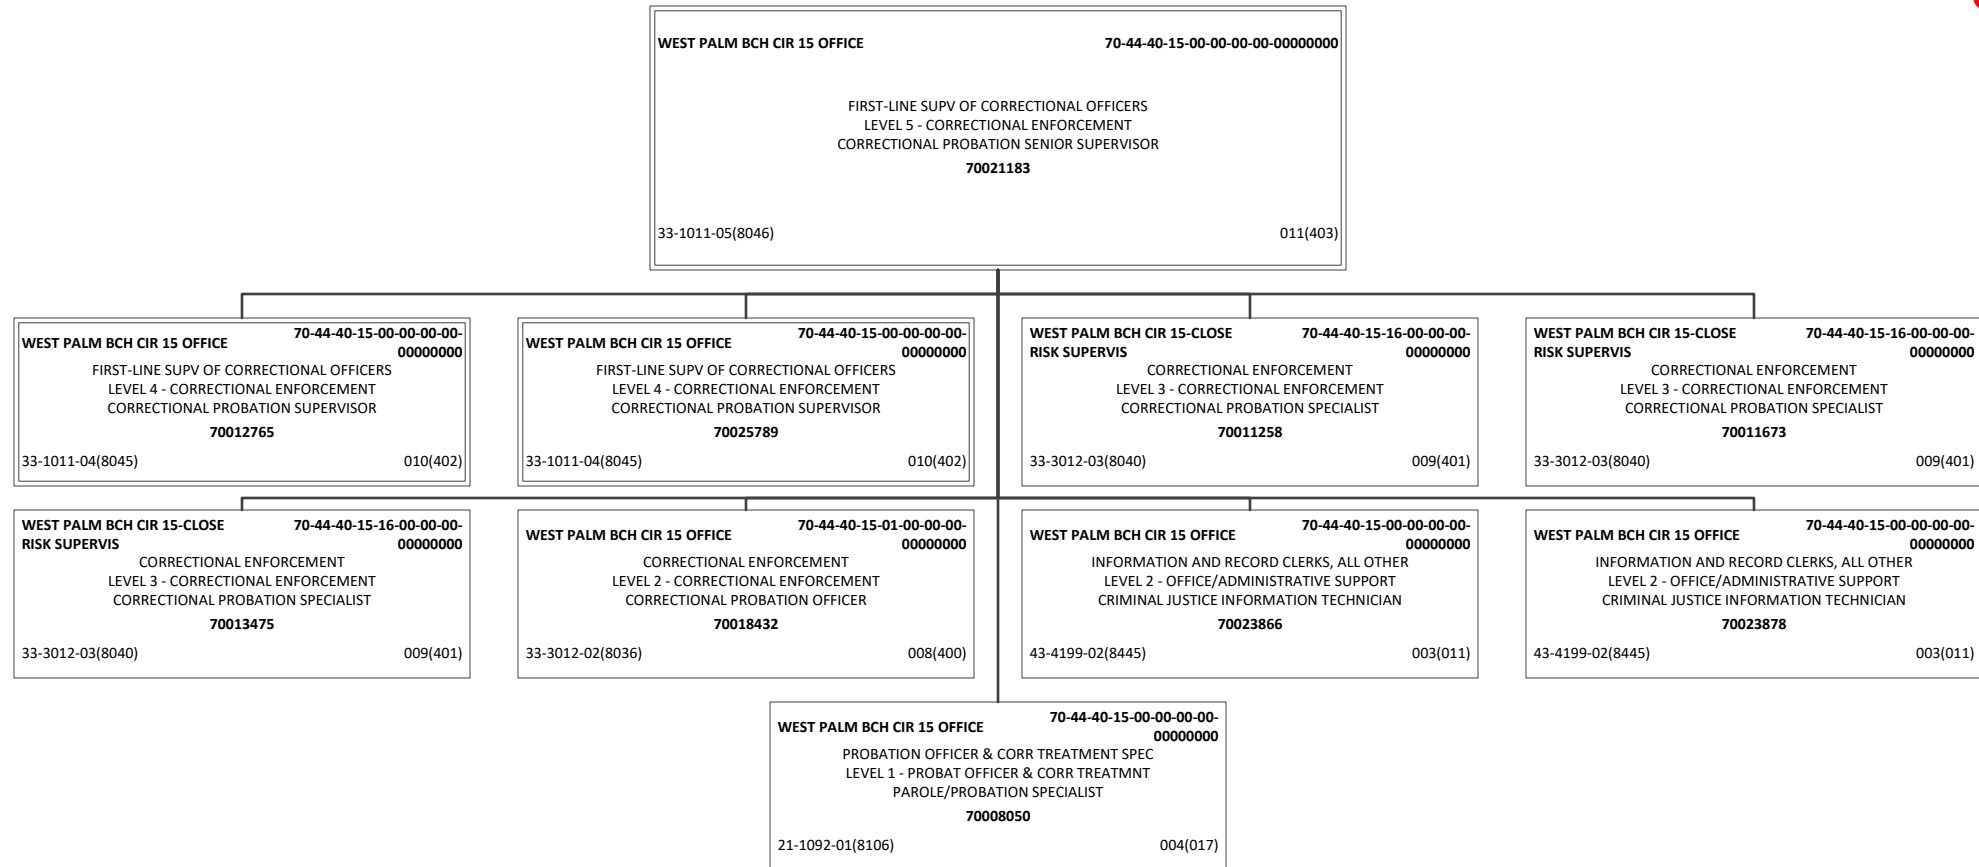 WEST PALM BCH CIR 15 OFFICE 70-44-40-15-00-00-00-00-00000000
FIRST-LINE SUPV OF CORRECTIONAL OFFICERS
LEVEL 5 - CORRECTIONAL ENFORCEMENT
CORRECTIONAL PROBATION SENIOR SUPERVISOR
70021183
33-1011-05(8046) 011(403)
WEST PALM BCH CIR 15 OFFICE 70-44-40-15-00-00-00-00-
00000000
FIRST-LINE SUPV OF CORRECTIONAL OFFICERS
LEVEL 4 - CORRECTIONAL ENFORCEMENT
CORRECTIONAL PROBATION SUPERVISOR
70012765
33-1011-04(8045) 010(402)
WEST PALM BCH CIR 15 OFFICE 70-44-40-15-00-00-00-00-
00000000
FIRST-LINE SUPV OF CORRECTIONAL OFFICERS
LEVEL 4 - CORRECTIONAL ENFORCEMENT
CORRECTIONAL PROBATION SUPERVISOR
70025789
33-1011-04(8045) 010(402)
WEST PALM BCH CIR 15-CLOSE 70-44-40-15-16-00-00-00-
RISK SUPERVIS 00000000
CORRECTIONAL ENFORCEMENT
LEVEL 3 - CORRECTIONAL ENFORCEMENT
CORRECTIONAL PROBATION SPECIALIST
70011258
33-3012-03(8040) 009(401)
WEST PALM BCH CIR 15-CLOSE 70-44-40-15-16-00-00-00-
RISK SUPERVIS 00000000
CORRECTIONAL ENFORCEMENT
LEVEL 3 - CORRECTIONAL ENFORCEMENT
CORRECTIONAL PROBATION SPECIALIST
70011673
33-3012-03(8040) 009(401)
WEST PALM BCH CIR 15-CLOSE 70-44-40-15-16-00-00-00-
RISK SUPERVIS 00000000
CORRECTIONAL ENFORCEMENT
LEVEL 3 - CORRECTIONAL ENFORCEMENT
CORRECTIONAL PROBATION SPECIALIST
70013475
33-3012-03(8040) 009(401)
WEST PALM BCH CIR 15 OFFICE 70-44-40-15-01-00-00-00-
00000000
CORRECTIONAL ENFORCEMENT
LEVEL 2 - CORRECTIONAL ENFORCEMENT
CORRECTIONAL PROBATION OFFICER
70018432
33-3012-02(8036) 008(400)
WEST PALM BCH CIR 15 OFFICE 70-44-40-15-00-00-00-00-
00000000
INFORMATION AND RECORD CLERKS, ALL OTHER
LEVEL 2 - OFFICE/ADMINISTRATIVE SUPPORT
CRIMINAL JUSTICE INFORMATION TECHNICIAN
70023866
43-4199-02(8445) 003(011)
WEST PALM BCH CIR 15 OFFICE 70-44-40-15-00-00-00-00-
00000000
INFORMATION AND RECORD CLERKS, ALL OTHER
LEVEL 2 - OFFICE/ADMINISTRATIVE SUPPORT
CRIMINAL JUSTICE INFORMATION TECHNICIAN
70023878
43-4199-02(8445) 003(011)
WEST PALM BCH CIR 15 OFFICE 70-44-40-15-00-00-00-00-
00000000
PROBATION OFFICER & CORR TREATMENT SPEC
LEVEL 1 - PROBAT OFFICER & CORR TREATMNT
PAROLE/PROBATION SPECIALIST
70008050
21-1092-01(8106) 004(017)